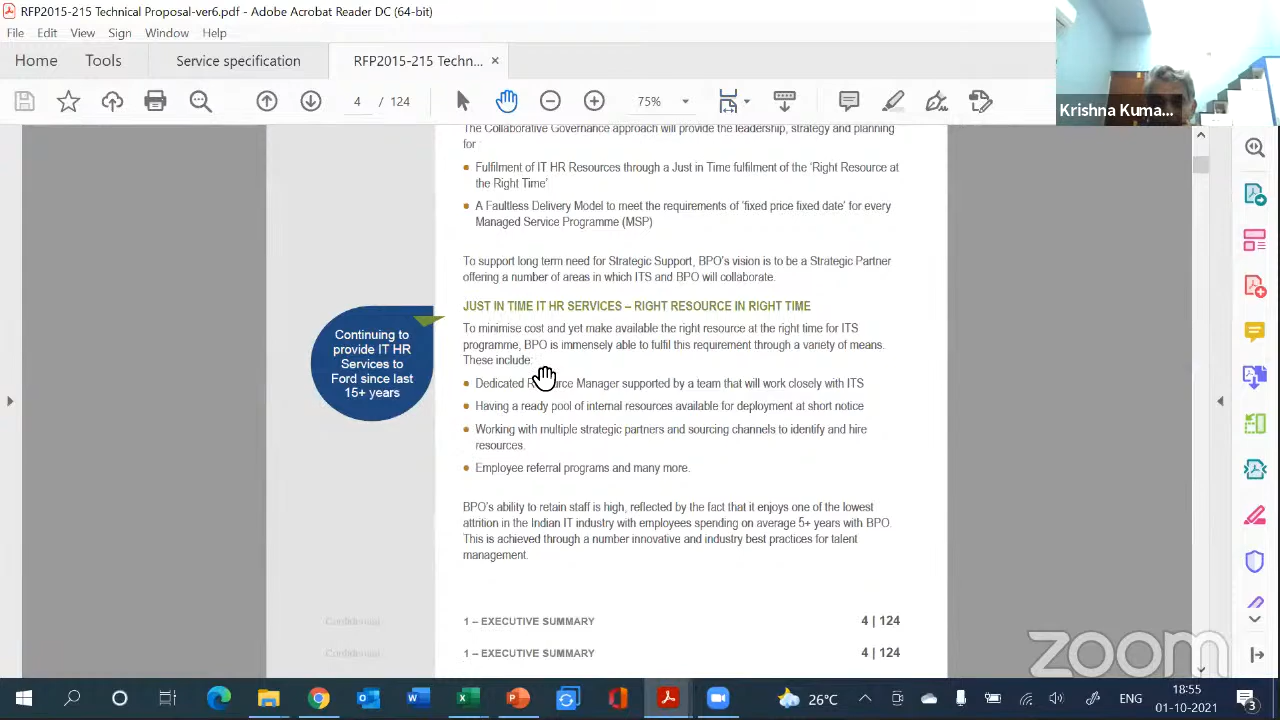 RFP2015-215 Technical Proposal-ver6.pdf - Adobe Acrobat Reader DC (64-bit)
File Edit View Sign Window Help
Home Tools Service specification RFP2015-215 Techn... ×
4 / 124 75%
Krishna Kuma...
The Collaborative Governance approach will provide the leadership, strategy and planning
for
Fulfilment of IT HR Resources through a Just in Time fulfilment of the 'Right Resource at
the Right Time'
A Faultless Delivery Model to meet the requirements of 'fixed price fixed date' for every
Managed Service Programme (MSP)
To support long term need for Strategic Support, BPO's vision is to be a Strategic Partner
offering a number of areas in which ITS and BPO will collaborate.
JUST IN TIME IT HR SERVICES – RIGHT RESOURCE IN RIGHT TIME
Continuing to
provide IT HR
Services to
Ford since last
15+ years
To minimise cost and yet make available the right resource at the right time for ITS
programme, BPO is immensely able to fulfil this requirement through a variety of means.
These include:
Dedicated Manager supported by a team that will work closely with ITS
Having a ready pool of internal resources available for deployment at short notice
Working with multiple strategic partners and sourcing channels to identify and hire
resources.
Employee referral programs and many more.
BPO's ability to retain staff is high, reflected by the fact that it enjoys one of the lowest
attrition in the Indian IT industry with employees spending on average 5+ years with BPO.
This is achieved through a number innovative and industry best practices for talent
management.
Confidential 1 – EXECUTIVE SUMMARY 4 | 124
Confidential 1 – EXECUTIVE SUMMARY 4 | 124
zoom
26°C ENG 18:55
01-10-2021 3